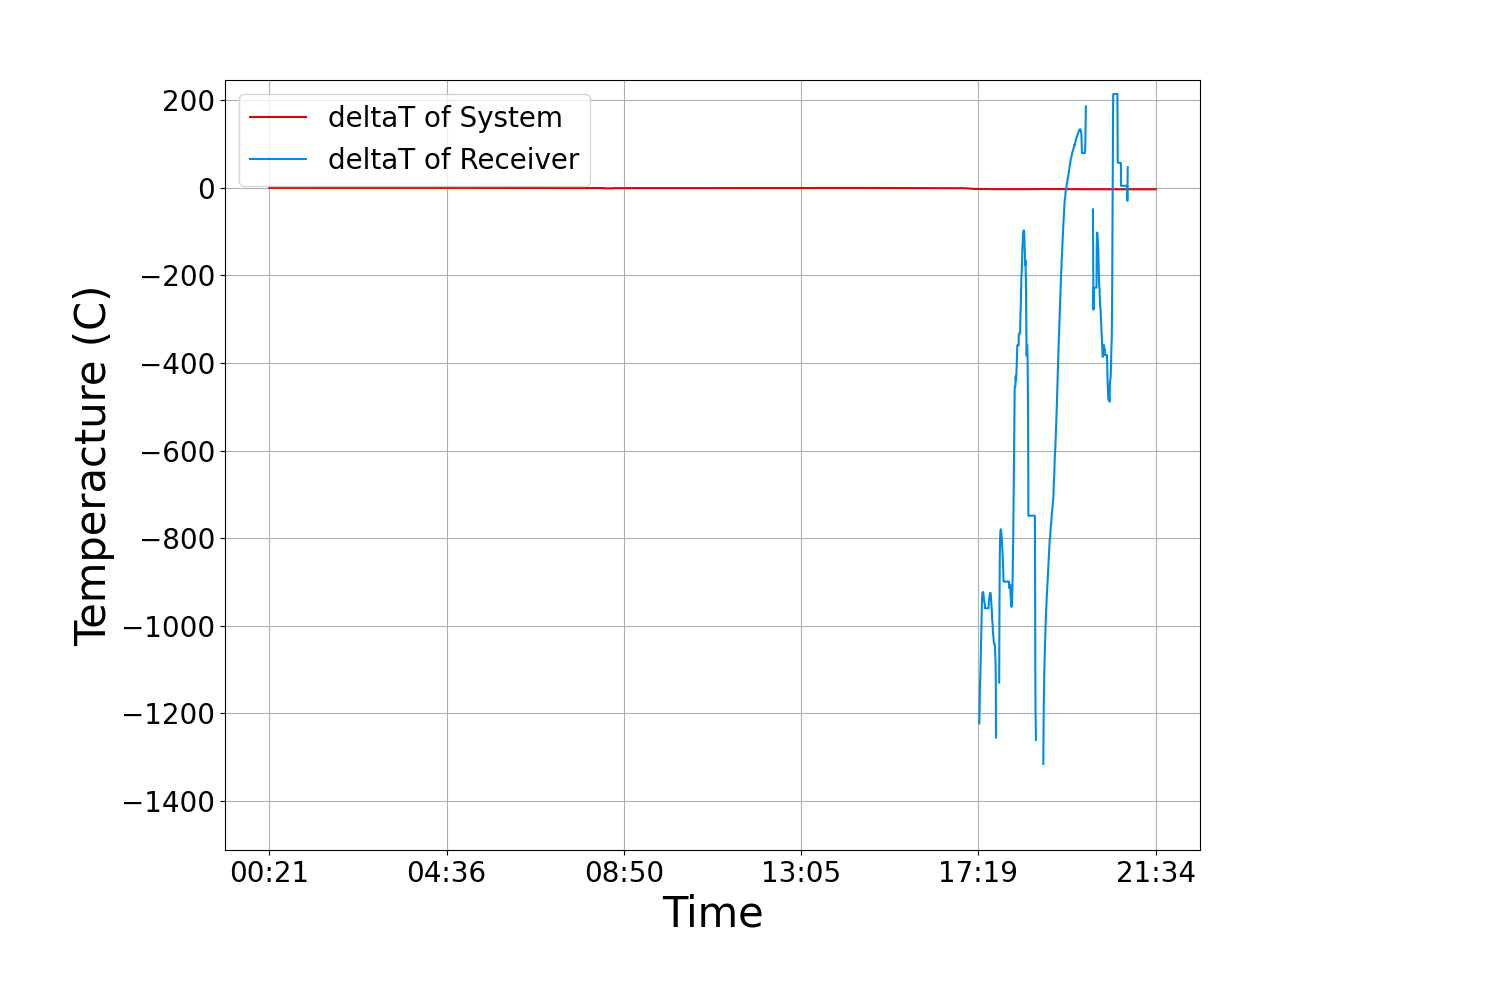 deltaT of System
deltaT of Receiver
200
0
−200
−400
−600
−800
−1000
−1200
−1400
Temperacture (C)
00:21 04:36 08:50 13:05 17:19 21:34
Time